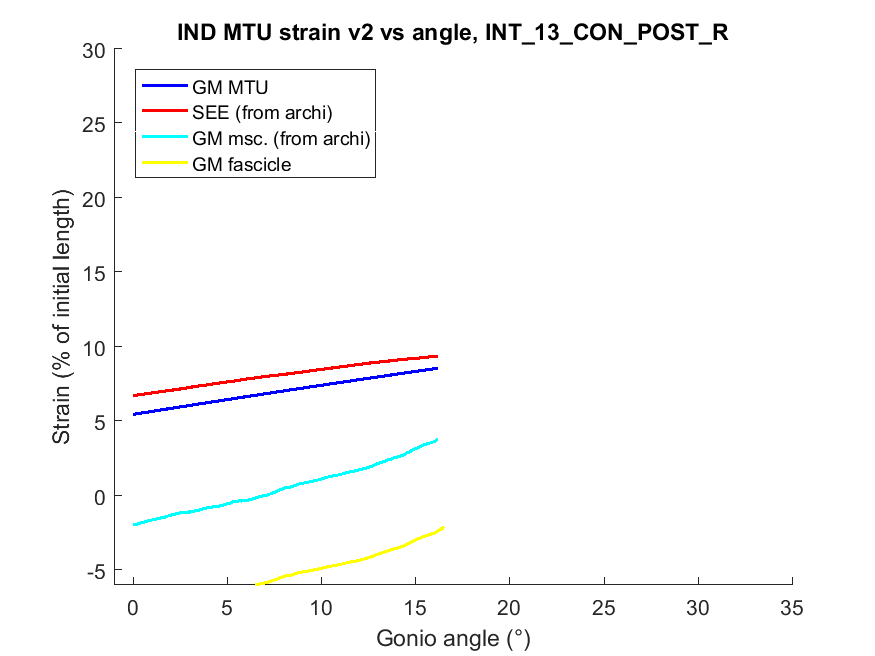 IND MTU strain v2 vs angle, INT_13_CON_POST_R
30
25
20
15
10
5
0
-5
Strain (% of initial length)
GM MTU
SEE (from archi)
GM msc. (from archi)
GM fascicle
0 5 10 15 20 25 30 35
Gonio angle (°)